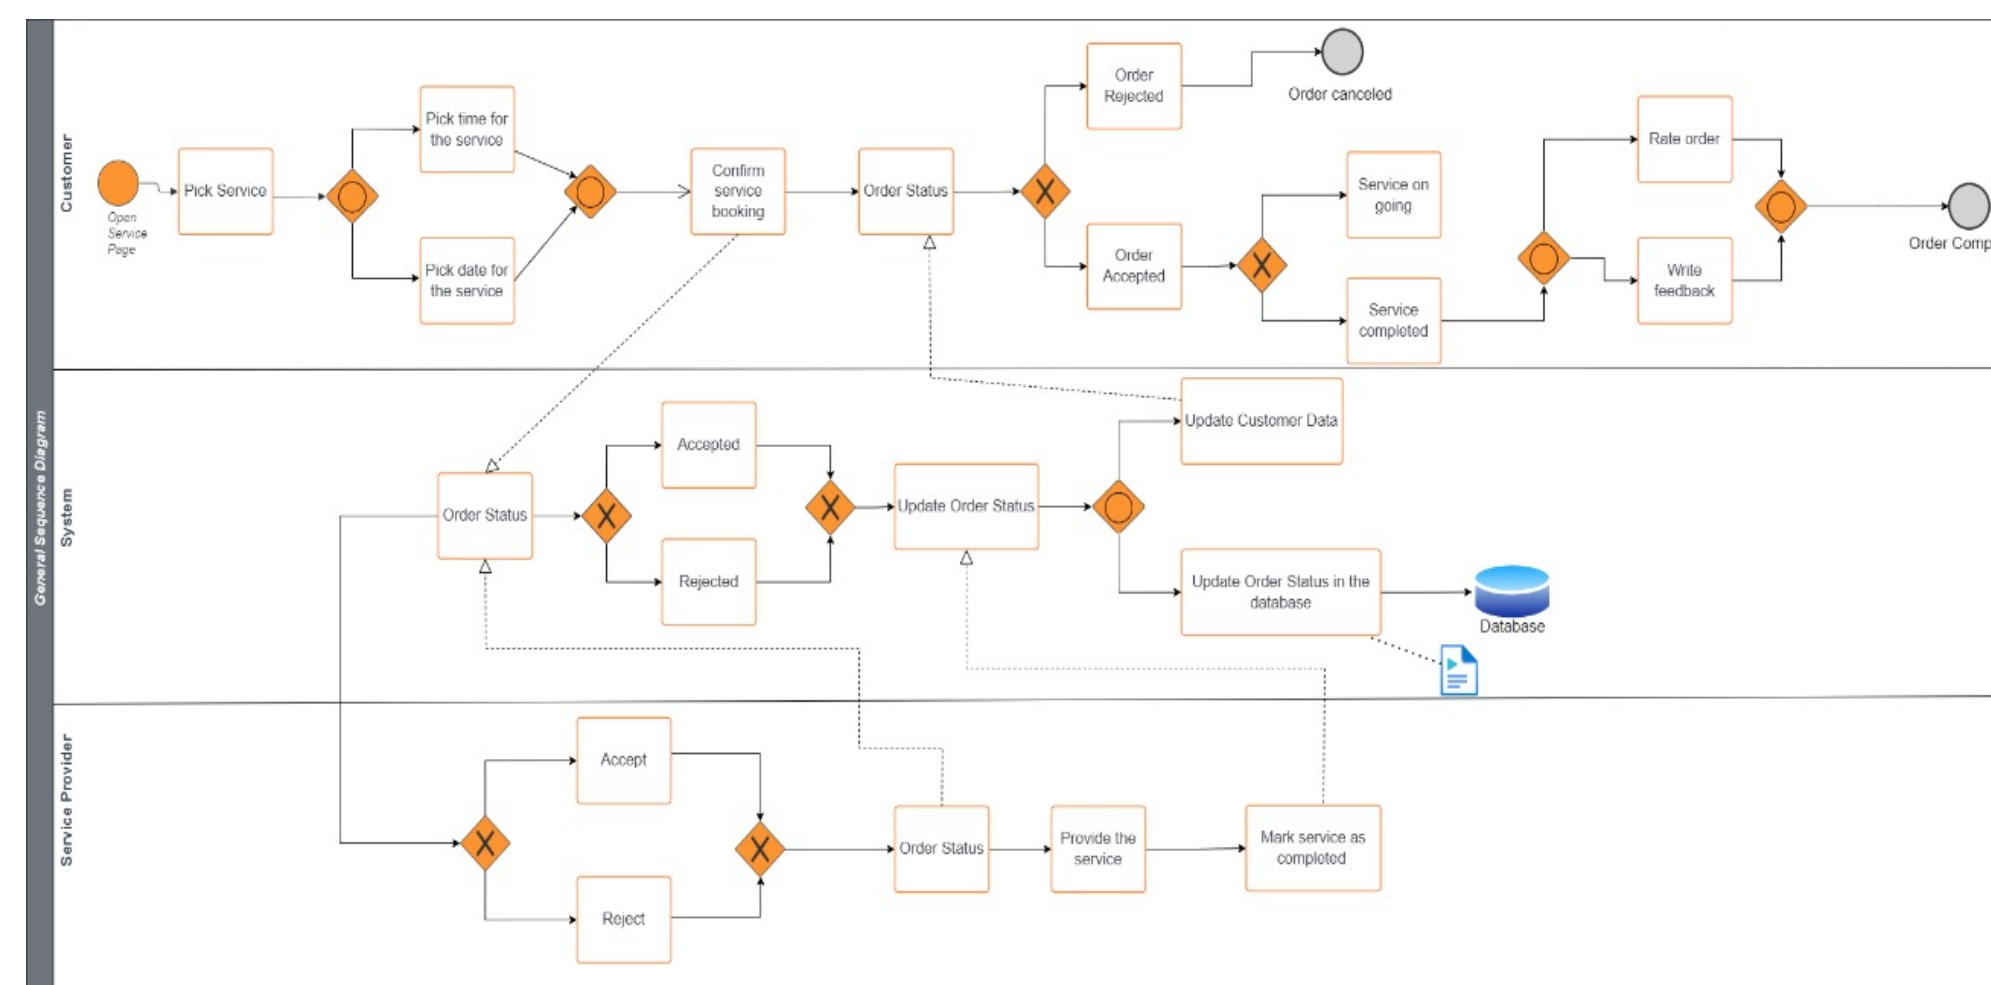 General Sequence Diagram
Customer
Open
Service
Page
Pick Service
Pick time for
the service
Pick date for
the service
Confirm
service
booking
Order Status
Order
Rejected
Order canceled
Order
Accepted
Service on
going
Service
completed
Rate order
Write
feedback
Order Comp
System
Order Status
Accepted
Rejected
Update Order Status
Update Customer Data
Update Order Status in the
database
Database
Service Provider
Accept
Reject
Order Status
Provide the
service
Mark service as
completed